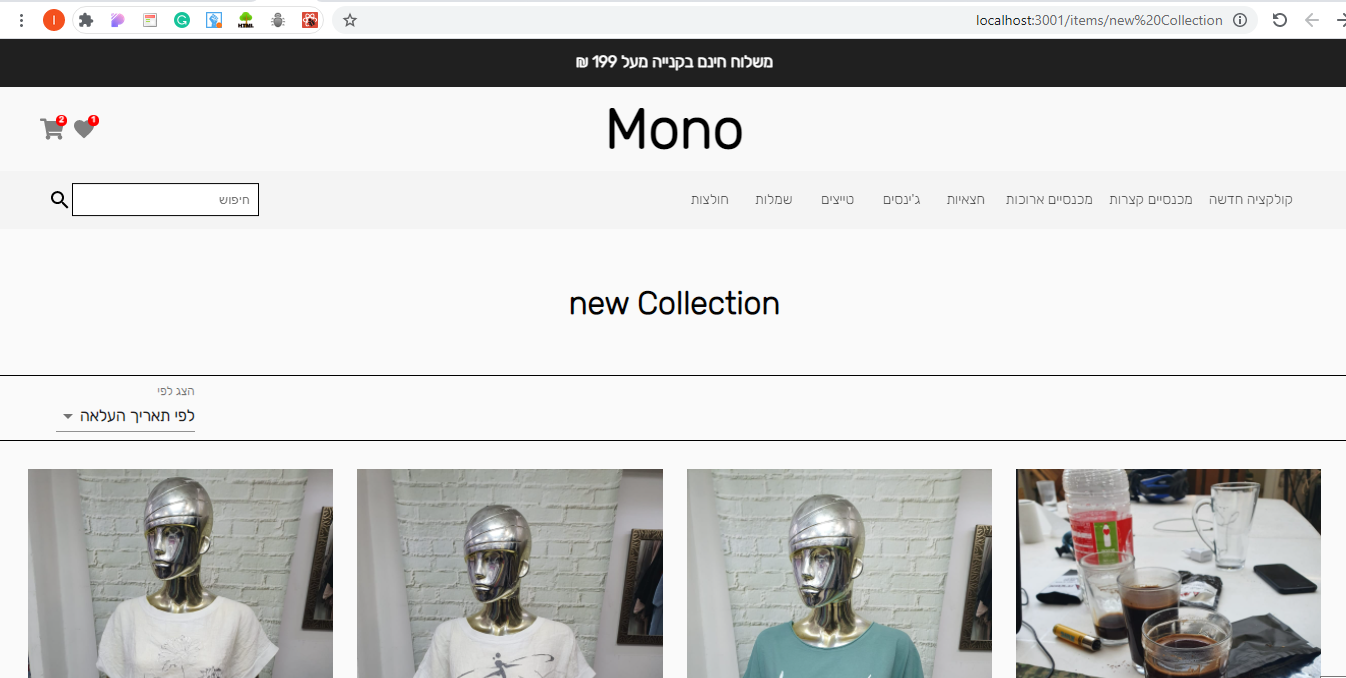 localhost:3001/items/new%20Collection
משלוח חינם בקנייה מעל 199 ₪
2
1
Mono
קולקציה חדשה מכנסיים קצרות מכנסיים ארוכות חצאיות ג'ינסים טייצים שמלות חולצות
חיפוש
new Collection
הצג לפי
לפי תאריך העלאה